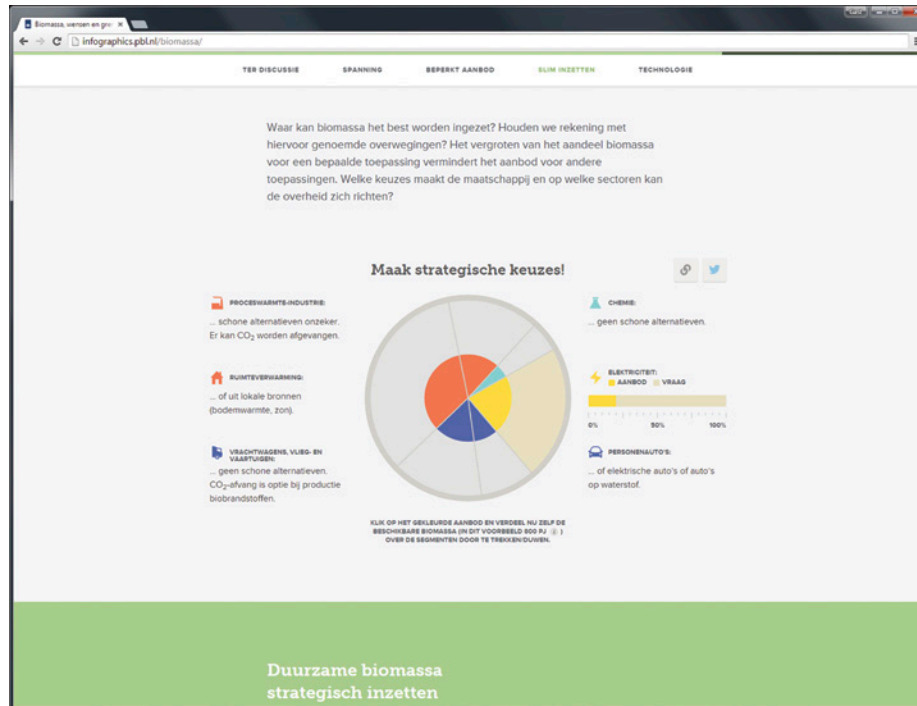 Biomassa, wensen en gre
infographics.pbl.nl/biomassa/
TER DISCUSSIE
SPANNING
BEPERKT AANBOD
SLIM INZETTEN
TECHNOLOGIE
Waar kan biomassa het best worden ingezet? Houden we rekening met
hiervoor genoemde overwegingen? Het vergroten van het aandeel biomassa
voor een bepaalde toepassing vermindert het aanbod voor andere
toepassingen. Welke keuzes maakt de maatschappij en op welke sectoren kan
de overheid zich richten?
Maak strategische keuzes!
PROCESWARMTE-INDUSTRIE:
... schone alternatieven onzeker.
Er kan CO₂ worden afgevangen.
RUIMTEVERWARMING:
... of uit lokale bronnen
(bodemwarmte, zon).
VRACHTWAGENS, VLIEG- EN
VAARTUIGEN:
... geen schone alternatieven.
CO₂-afvang is optie bij productie
biobrandstoffen.
CHEMIE:
... geen schone alternatieven.
ELEKTRICITEIT:
AANBOD VRAAG
0% 50% 100%
PERSONENAUTO'S:
... of elektrische auto's of auto's
op waterstof.
KLIK OP HET GEKLEURDE AANBOD EN VERDEEL NU ZELF DE
BESCHIKBARE BIOMASSA (IN DIT VOORBEELD 600 PJ i )
OVER DE SEGMENTEN DOOR TE TREKKEN/DUWEN.
Duurzame biomassa
strategisch inzetten